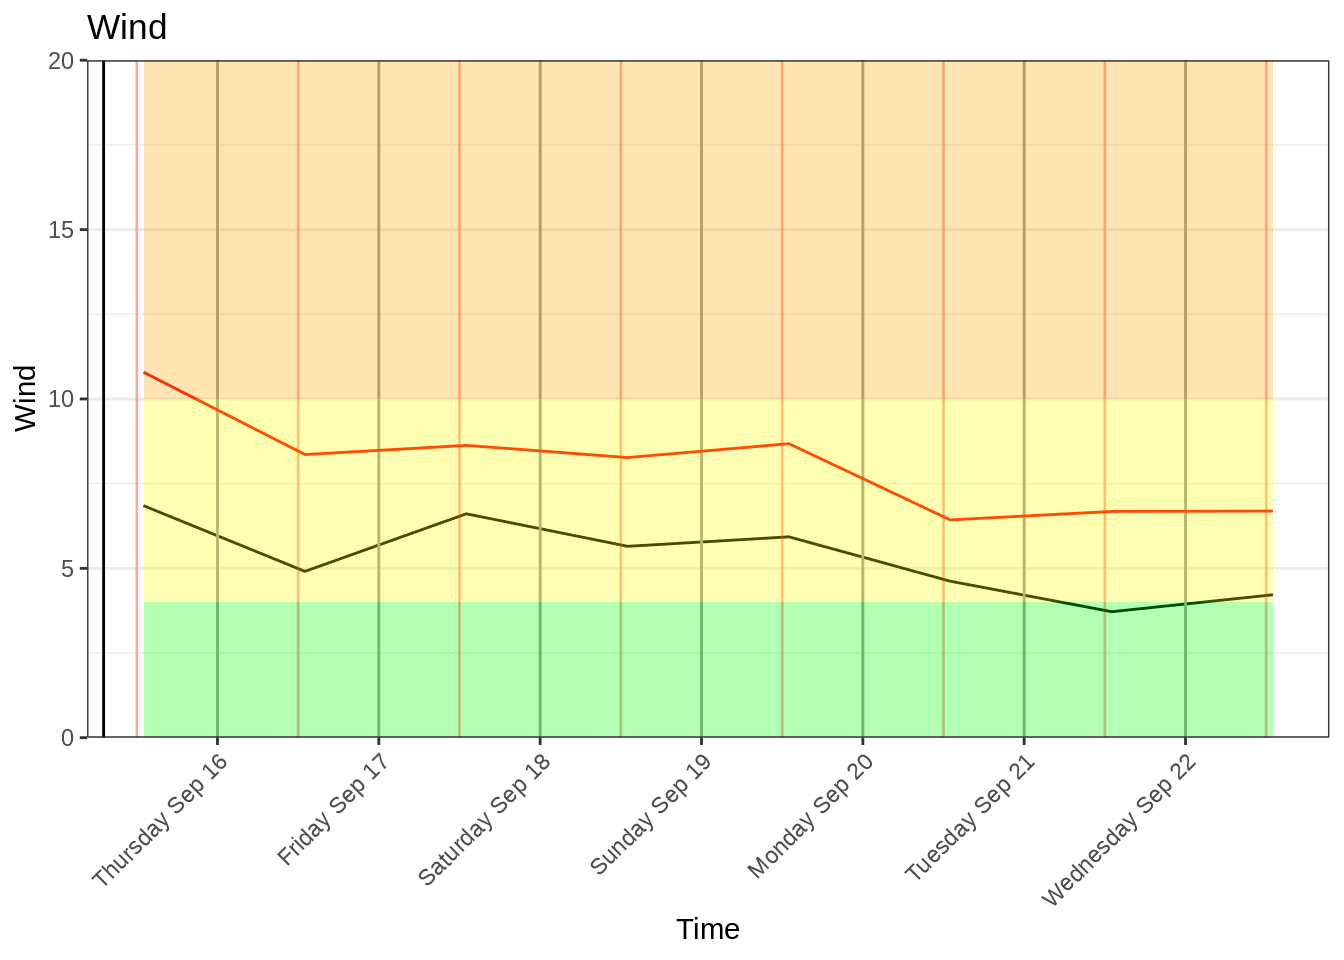 Wind
20
15
10
5
0
Wind
Thursday Sep 16
Friday Sep 17
Saturday Sep 18
Sunday Sep 19
Monday Sep 20
Tuesday Sep 21
Wednesday Sep 22
Time